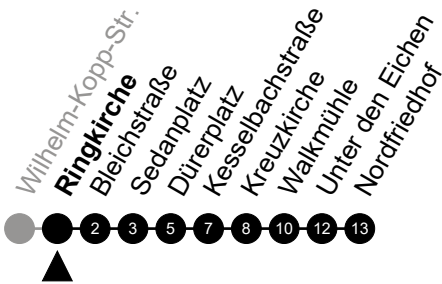 Wilhelm-Kopp-Str.
Ringkirche
Bleichstraße
Sedanplatz
Dürerplatz
Kesselbachstraße
Kreuzkirche
Walkmühle
Unter den Eichen
Nordfriedhof
2 3 5 7 8 10 12 13